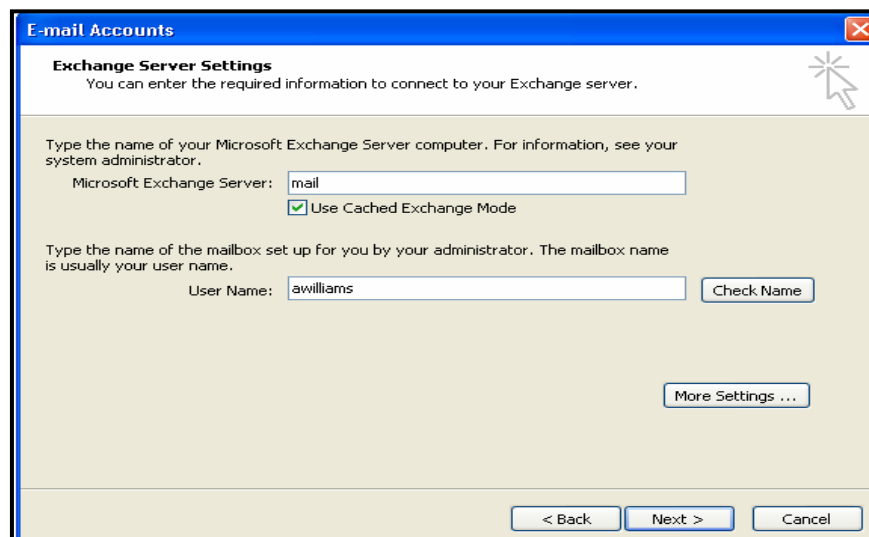 E-mail Accounts
Exchange Server Settings
You can enter the required information to connect to your Exchange server.
Type the name of your Microsoft Exchange Server computer. For information, see your
system administrator.
Microsoft Exchange Server: mail
Use Cached Exchange Mode
Type the name of the mailbox set up for you by your administrator. The mailbox name
is usually your user name.
User Name: awilliams Check Name
More Settings ...
< Back Next > Cancel